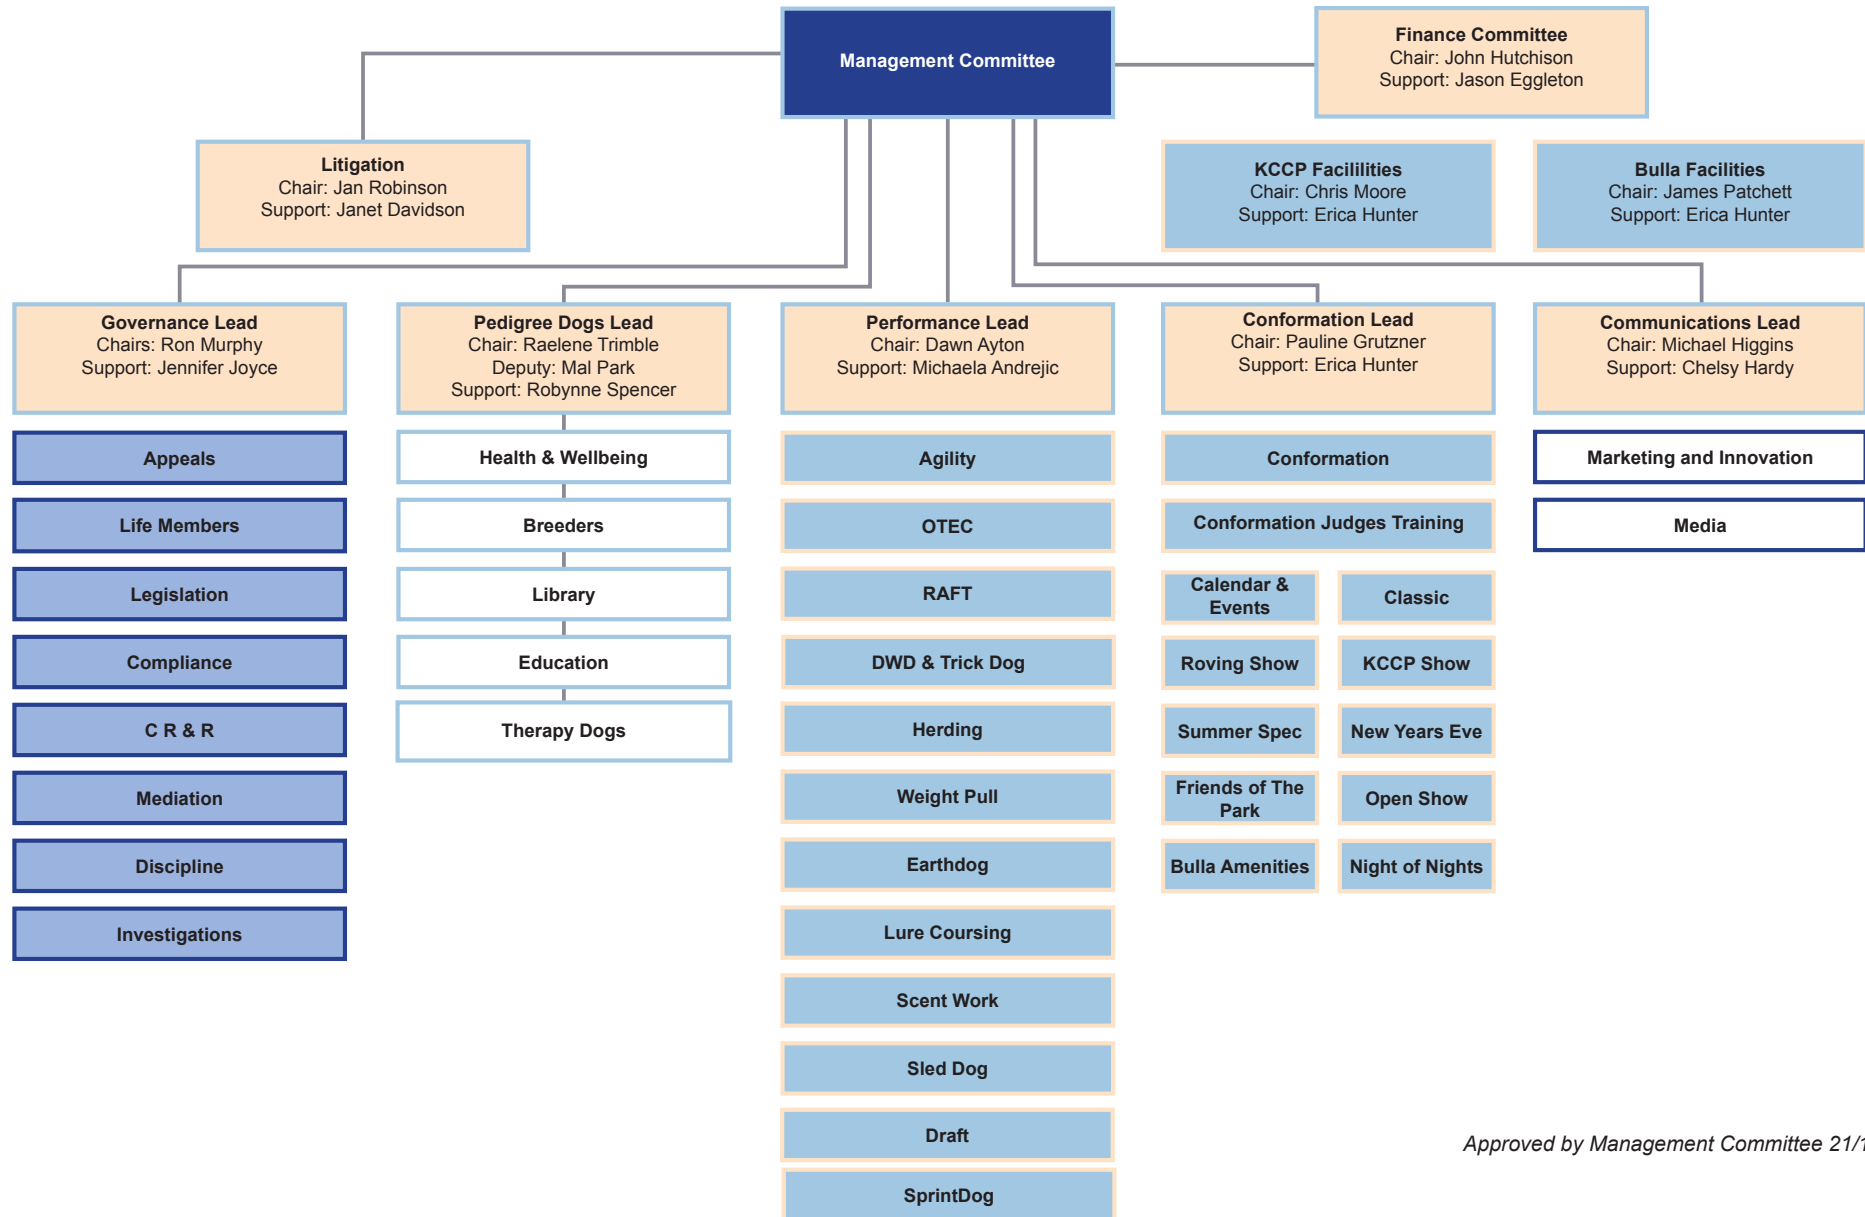 Management Committee
Finance Committee
Chair: John Hutchison
Support: Jason Eggleton
Litigation
Chair: Jan Robinson
Support: Janet Davidson
KCCP Facililities
Chair: Chris Moore
Support: Erica Hunter
Bulla Facilities
Chair: James Patchett
Support: Erica Hunter
Governance Lead
Chairs: Ron Murphy
Support: Jennifer Joyce
Pedigree Dogs Lead
Chair: Raelene Trimble
Deputy: Mal Park
Support: Robynne Spencer
Performance Lead
Chair: Dawn Ayton
Support: Michaela Andrejic
Conformation Lead
Chair: Pauline Grutzner
Support: Erica Hunter
Communications Lead
Chair: Michael Higgins
Support: Chelsy Hardy
Appeals
Life Members
Legislation
Compliance
C R & R
Mediation
Discipline
Investigations
Health & Wellbeing
Breeders
Library
Education
Therapy Dogs
Agility
OTEC
RAFT
DWD & Trick Dog
Herding
Weight Pull
Earthdog
Lure Coursing
Scent Work
Sled Dog
Draft
SprintDog
Conformation
Conformation Judges Training
Calendar &
Events
Classic
Roving Show
KCCP Show
Summer Spec
New Years Eve
Friends of The
Park
Open Show
Bulla Amenities
Night of Nights
Marketing and Innovation
Media
Approved by Management Committee 21/1